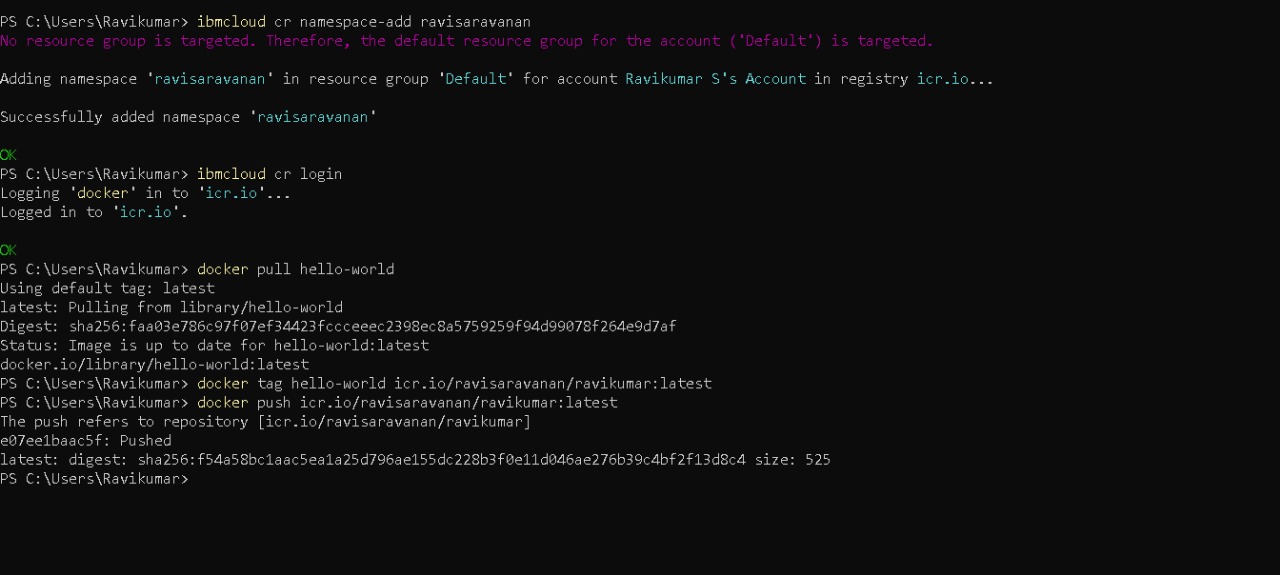 PS C:\Users\Ravikumar> ibmcloud cr namespace-add ravisaravanan
No resource group is targeted. Therefore, the default resource group for the account ('Default') is targeted.
Adding namespace 'ravisaravanan' in resource group 'Default' for account Ravikumar S's Account in registry icr.io...
Successfully added namespace 'ravisaravanan'
OK
PS C:\Users\Ravikumar> ibmcloud cr login
Logging 'docker' in to 'icr.io'...
Logged in to 'icr.io'.
OK
PS C:\Users\Ravikumar> docker pull hello-world
Using default tag: latest
latest: Pulling from library/hello-world
Digest: sha256:faa03e786c97f07ef34423fccceeec2398ec8a5759259f94d99078f264e9d7af
Status: Image is up to date for hello-world:latest
docker.io/library/hello-world:latest
PS C:\Users\Ravikumar> docker tag hello-world icr.io/ravisaravanan/ravikumar:latest
PS C:\Users\Ravikumar> docker push icr.io/ravisaravanan/ravikumar:latest
The push refers to repository [icr.io/ravisaravanan/ravikumar]
e07ee1baac5f: Pushed
latest: digest: sha256:f54a58bc1aac5ea1a25d796ae155dc228b3f0e11d046ae276b39c4bf2f13d8c4 size: 525
PS C:\Users\Ravikumar>